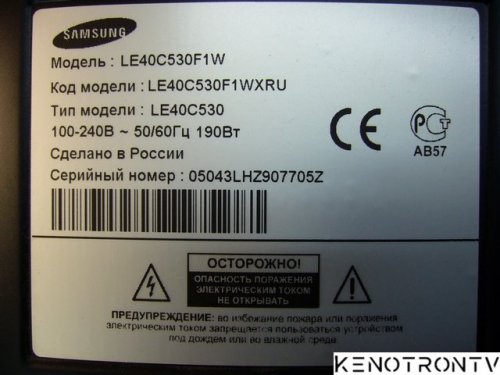 SAMSUNG
Модель : LE40C530F1W
Код модели : LE40C530F1WXRU
Тип модели : LE40C530
100-240В ~ 50/60Гц 190Вт
Сделано в России
Серийный номер : 05043LHZ907705Z
CE
РСТ
АВ57
ОСТОРОЖНО!
ОПАСНОСТЬ ПОРАЖЕНИЯ
ЭЛЕКТРИЧЕСКИМ ТОКОМ
НЕ ОТКРЫВАТЬ
ПРЕДУПРЕЖДЕНИЕ: во избежание пожара или поражения
электрическим током запрещается пользоваться устройством
под дождем или во влажной среде.
KENOTRONTV